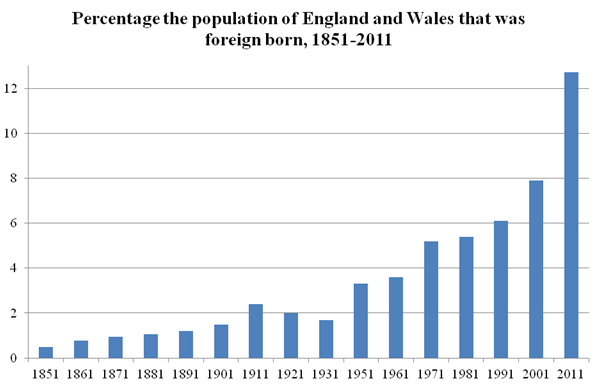 Percentage the population of England and Wales that was
foreign born, 1851-2011
12
10
8
6
4
2
0
1851 1861 1871 1881 1891 1901 1911 1921 1931 1951 1961 1971 1981 1991 2001 2011